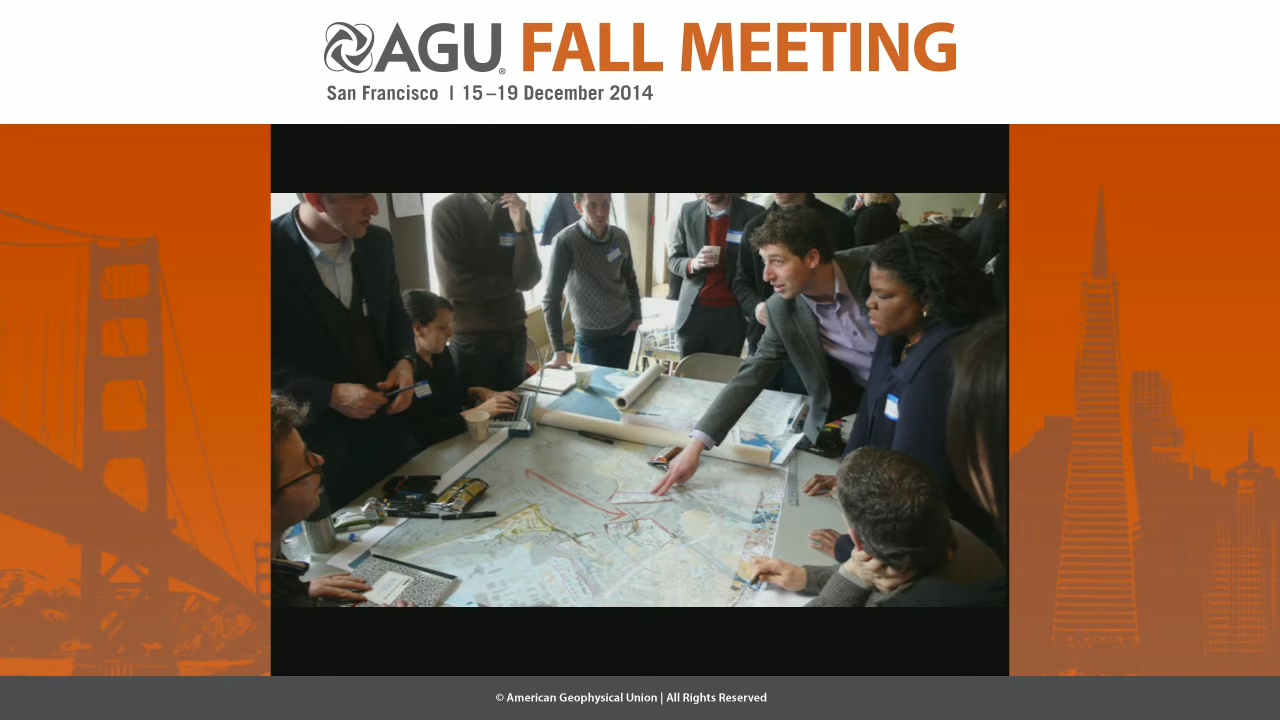 AGU® FALL MEETING
San Francisco | 15–19 December 2014
© American Geophysical Union | All Rights Reserved